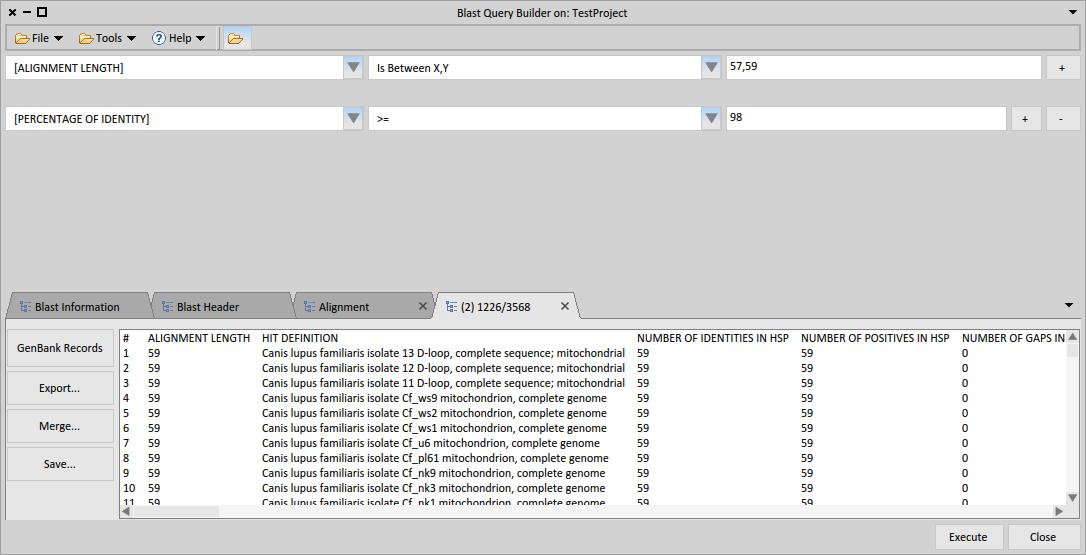 Blast Query Builder on: TestProject
File Tools ? Help
[ALIGNMENT LENGTH] Is Between X,Y 57,59 +
[PERCENTAGE OF IDENTITY] >= 98 + -
Blast Information Blast Header Alignment (2) 1226/3568
GenBank Records
Export...
Merge...
Save...
# ALIGNMENT LENGTH HIT DEFINITION NUMBER OF IDENTITIES IN HSP NUMBER OF POSITIVES IN HSP NUMBER OF GAPS IN
1 59 Canis lupus familiaris isolate 13 D-loop, complete sequence; mitochondrial 59 59 0
2 59 Canis lupus familiaris isolate 12 D-loop, complete sequence; mitochondrial 59 59 0
3 59 Canis lupus familiaris isolate 11 D-loop, complete sequence; mitochondrial 59 59 0
4 59 Canis lupus familiaris isolate Cf_ws9 mitochondrion, complete genome 59 59 0
5 59 Canis lupus familiaris isolate Cf_ws2 mitochondrion, complete genome 59 59 0
6 59 Canis lupus familiaris isolate Cf_ws1 mitochondrion, complete genome 59 59 0
7 59 Canis lupus familiaris isolate Cf_u6 mitochondrion, complete genome 59 59 0
8 59 Canis lupus familiaris isolate Cf_pl61 mitochondrion, complete genome 59 59 0
9 59 Canis lupus familiaris isolate Cf_nk9 mitochondrion, complete genome 59 59 0
10 59 Canis lupus familiaris isolate Cf_nk3 mitochondrion, complete genome 59 59 0
11 59 Canis lupus familiaris isolate Cf_nk1 mitochondrion, complete genome 59 59 0
Execute Close